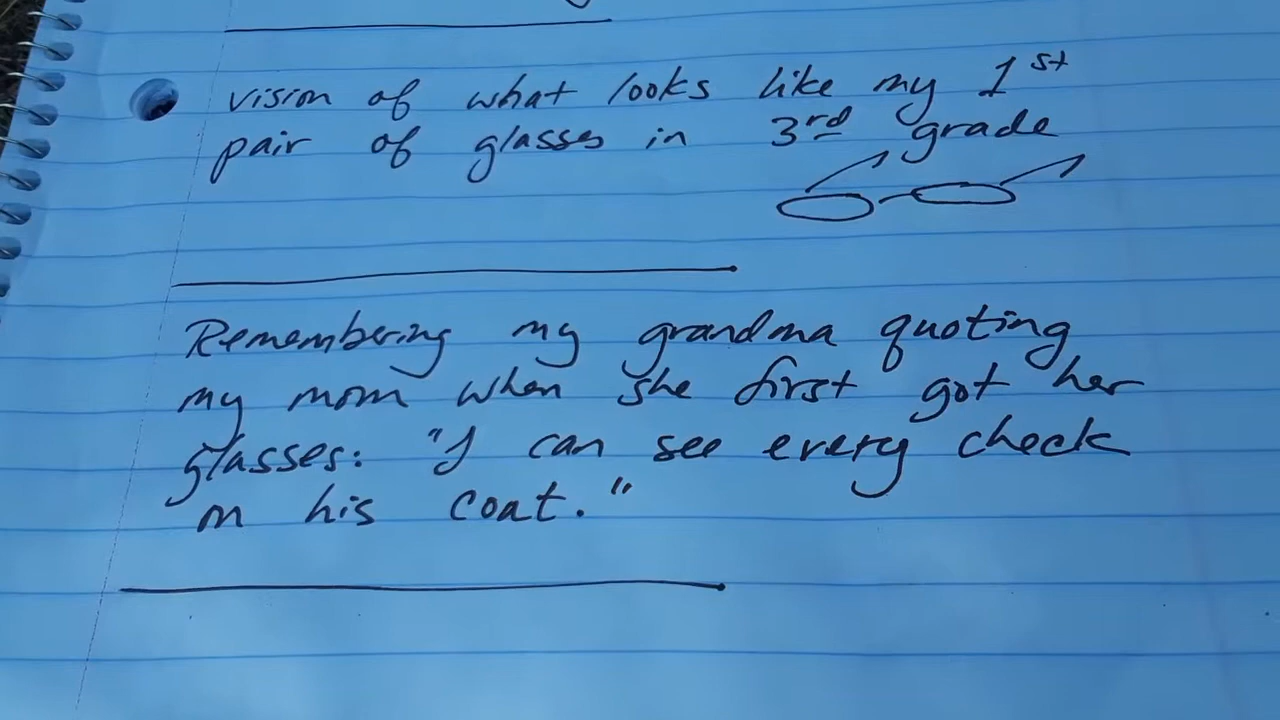 vision of what looks like my 1st
pair of glasses in 3rd grade
Remembering my grandma quoting
my mom when she first got her
glasses: "I can see every check
on his coat."